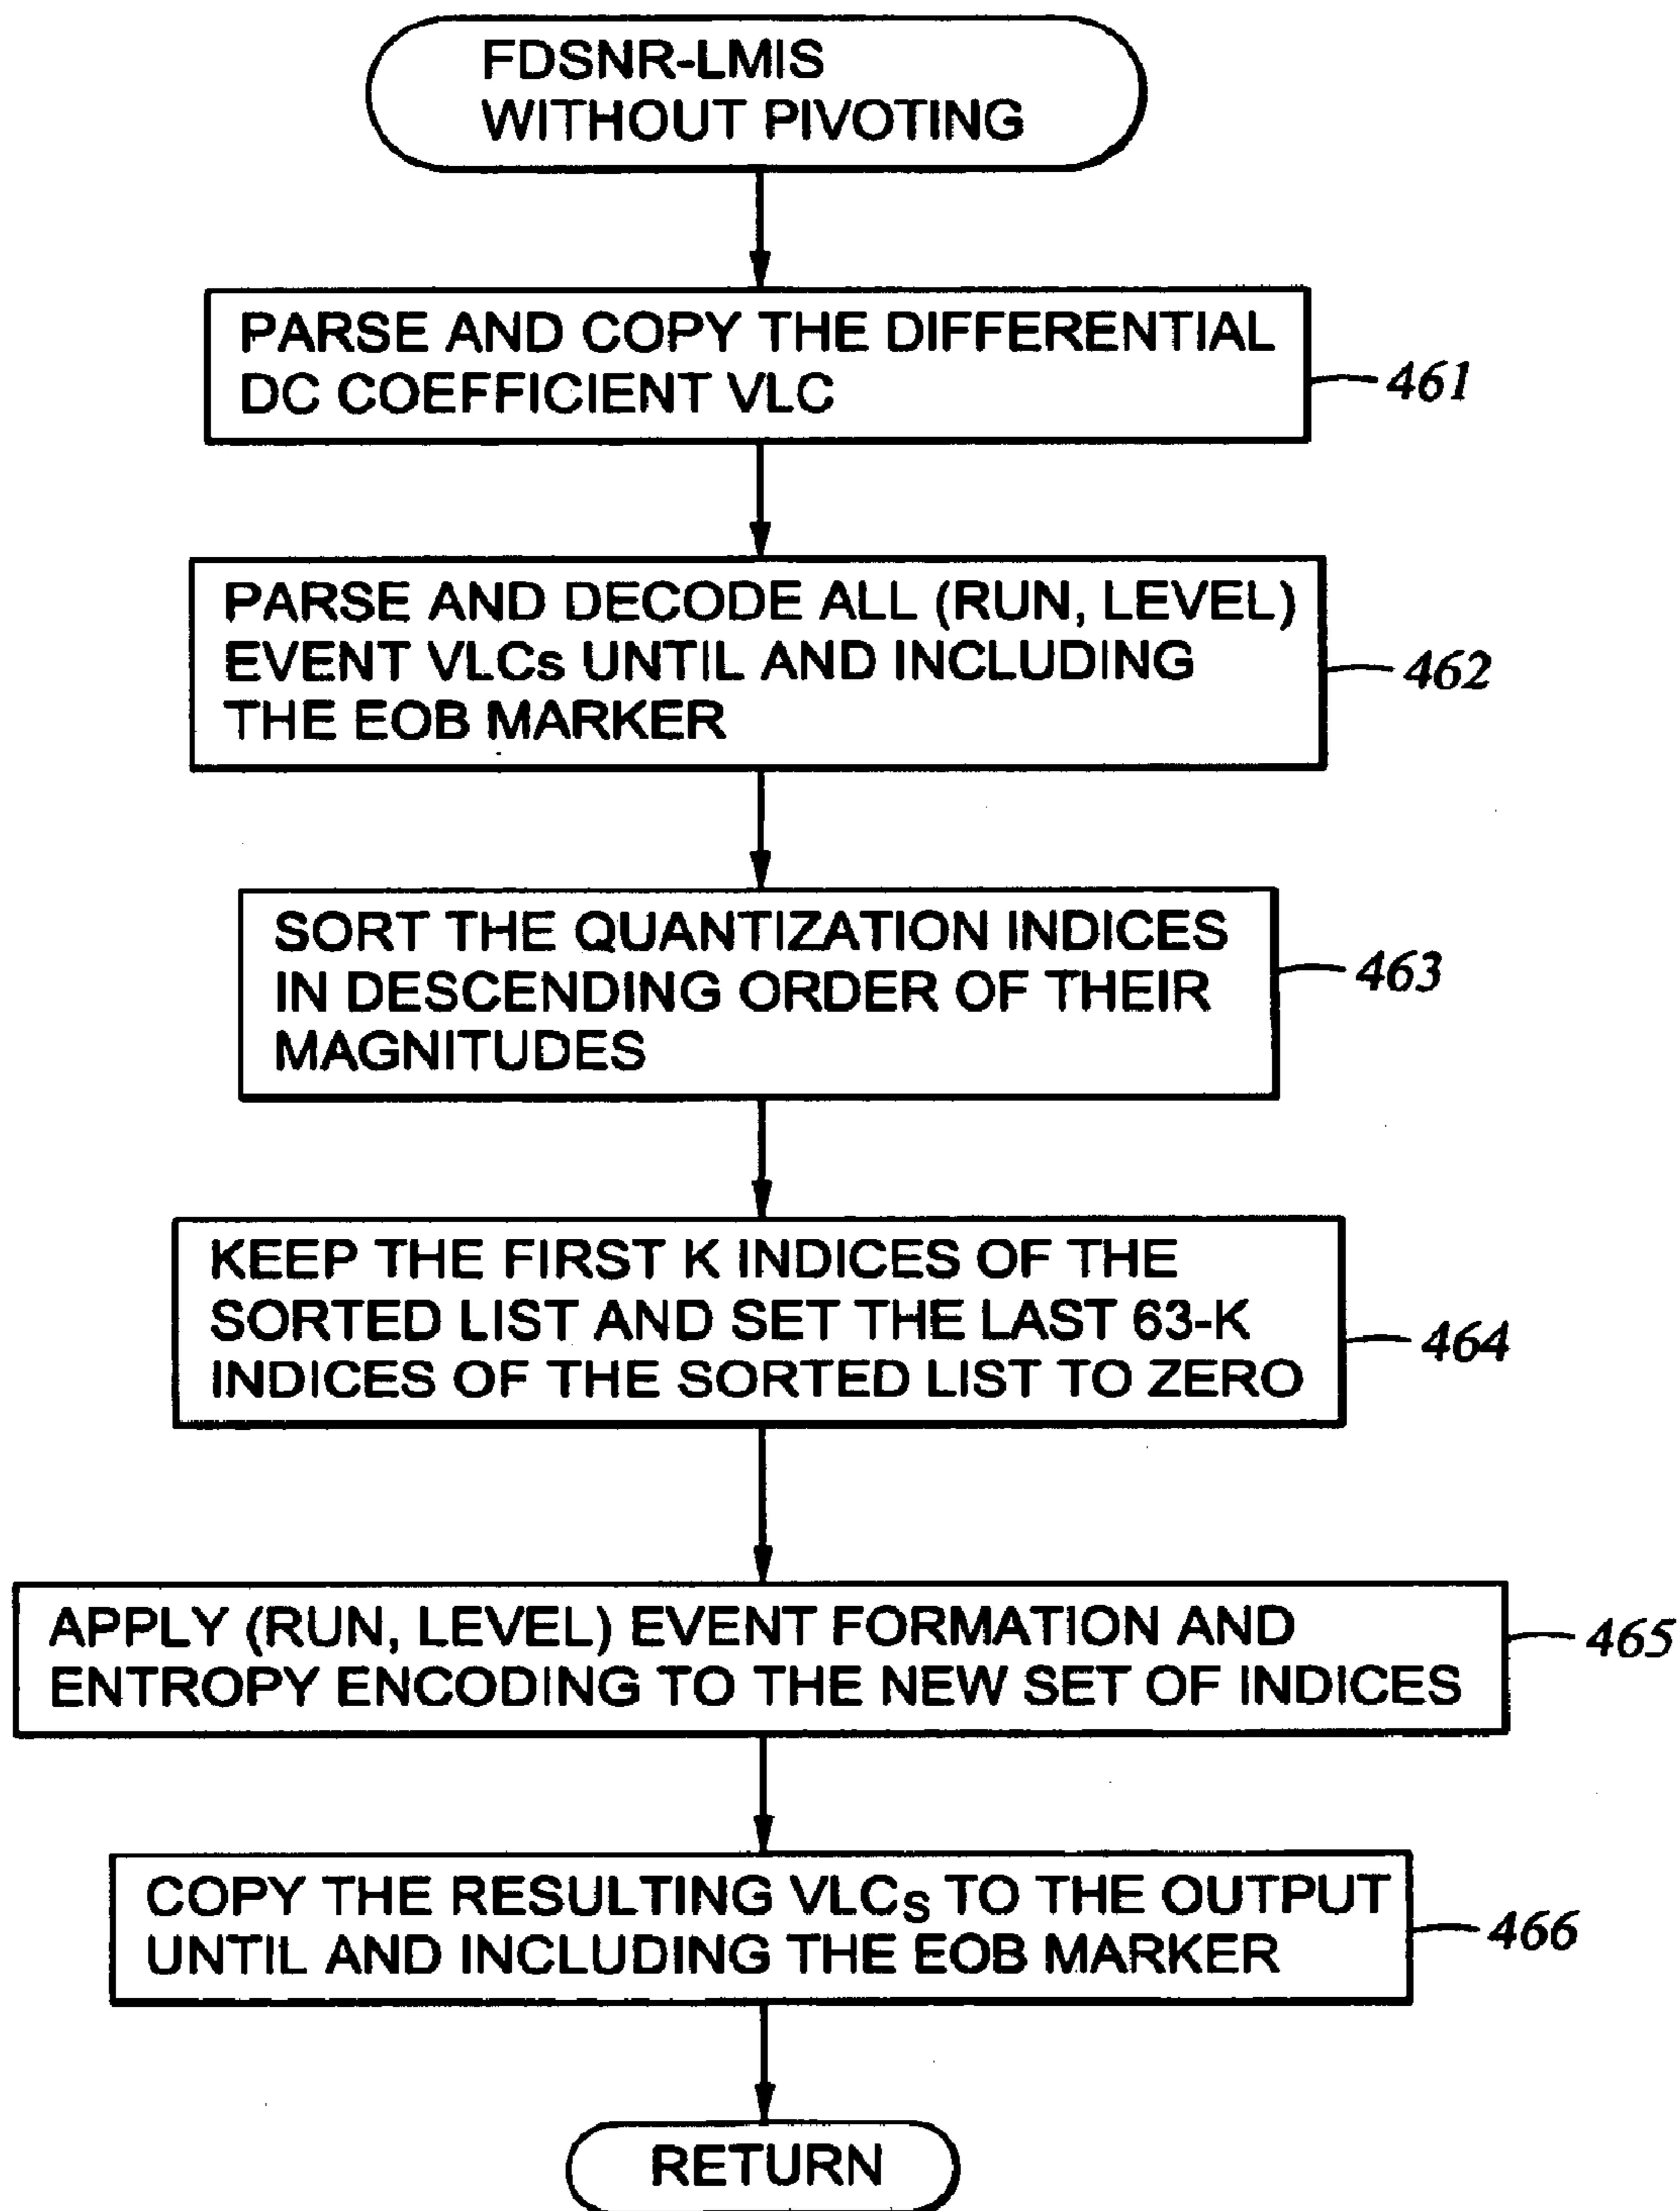 FDSNR-LMIS
WITHOUT PIVOTING
PARSE AND COPY THE DIFFERENTIAL
DC COEFFICIENT VLC
461
PARSE AND DECODE ALL (RUN, LEVEL)
EVENT VLCs UNTIL AND INCLUDING
THE EOB MARKER
462
SORT THE QUANTIZATION INDICES
IN DESCENDING ORDER OF THEIR
MAGNITUDES
463
KEEP THE FIRST K INDICES OF THE
SORTED LIST AND SET THE LAST 63-K
INDICES OF THE SORTED LIST TO ZERO
464
APPLY (RUN, LEVEL) EVENT FORMATION AND
ENTROPY ENCODING TO THE NEW SET OF INDICES
465
COPY THE RESULTING VLCS TO THE OUTPUT
UNTIL AND INCLUDING THE EOB MARKER
466
RETURN